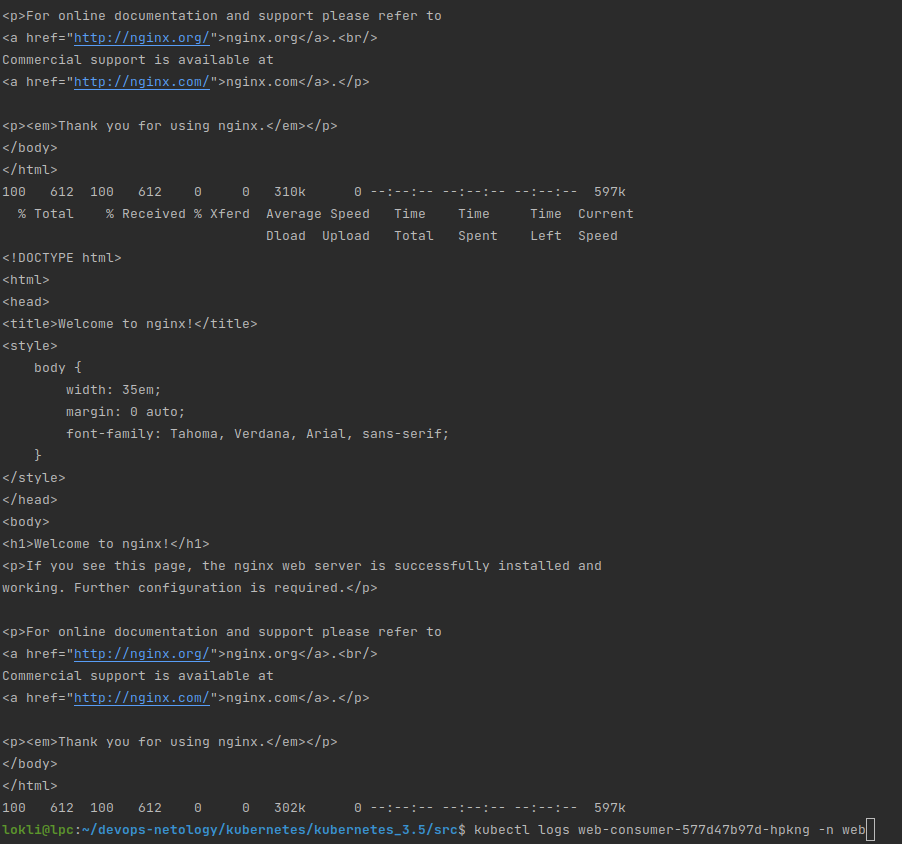 <p>For online documentation and support please refer to
<a href="http://nginx.org/">nginx.org</a>.<br/>
Commercial support is available at
<a href="http://nginx.com/">nginx.com</a>.</p>

<p><em>Thank you for using nginx.</em></p>
</body>
</html>
100   612  100   612    0     0   310k      0 --:--:-- --:--:-- --:--:--  597k
  % Total    % Received % Xferd  Average Speed   Time    Time     Time  Current
                                 Dload  Upload   Total   Spent    Left  Speed
<!DOCTYPE html>
<html>
<head>
<title>Welcome to nginx!</title>
<style>
    body {
        width: 35em;
        margin: 0 auto;
        font-family: Tahoma, Verdana, Arial, sans-serif;
    }
</style>
</head>
<body>
<h1>Welcome to nginx!</h1>
<p>If you see this page, the nginx web server is successfully installed and
working. Further configuration is required.</p>

<p>For online documentation and support please refer to
<a href="http://nginx.org/">nginx.org</a>.<br/>
Commercial support is available at
<a href="http://nginx.com/">nginx.com</a>.</p>

<p><em>Thank you for using nginx.</em></p>
</body>
</html>
100   612  100   612    0     0   302k      0 --:--:-- --:--:-- --:--:--  597k
lokli@lpc:~/devops-netology/kubernetes/kubernetes_3.5/src$ kubectl logs web-consumer-577d47b97d-hpkng -n web